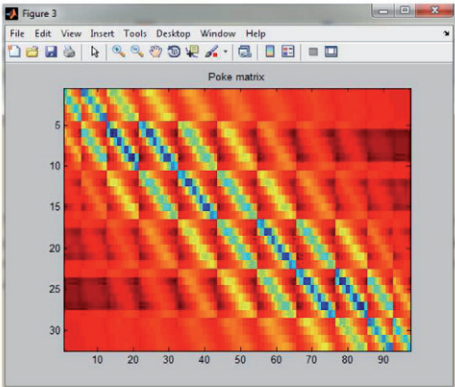 Figure 3
File Edit View Insert Tools Desktop Window Help
Poke matrix
5
10
15
20
25
30
10 20 30 40 50 60 70 80 90